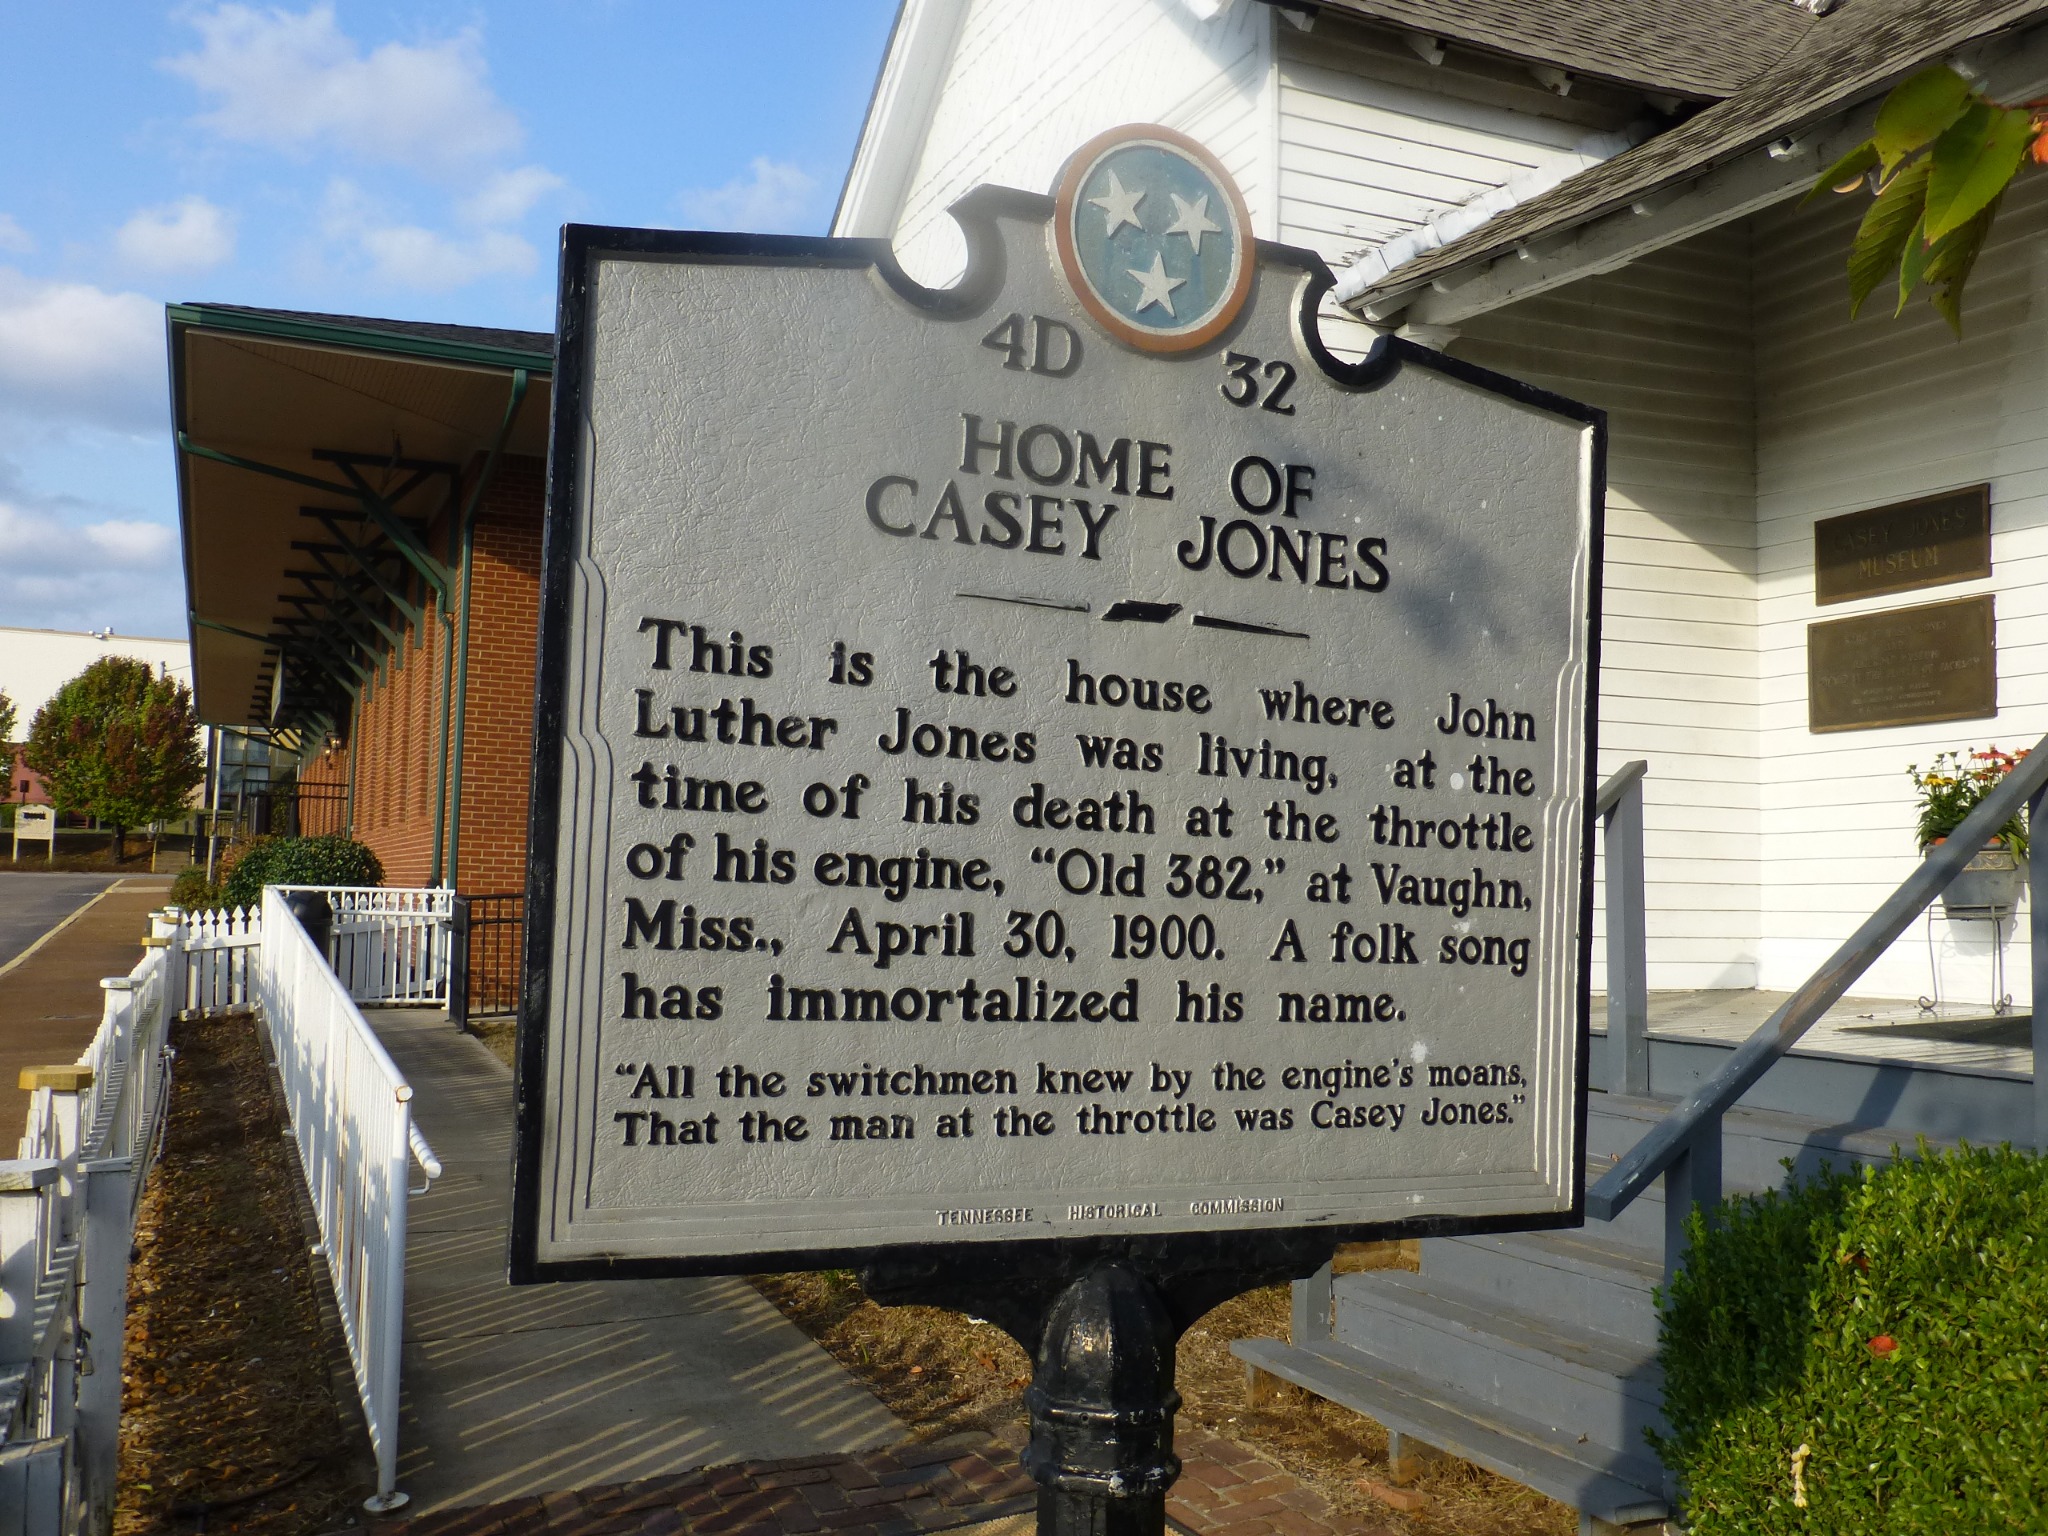 4D 32
HOME OF
CASEY JONES
This is the house where John
Luther Jones was living, at the
time of his death at the throttle
of his engine, “Old 382,” at Vaughn,
Miss., April 30, 1900. A folk song
has immortalized his name.
“All the switchmen knew by the engine's moans,
That the man at the throttle was Casey Jones.”
TENNESSEE HISTORICAL COMMISSION
CASEY JONES
MUSEUM